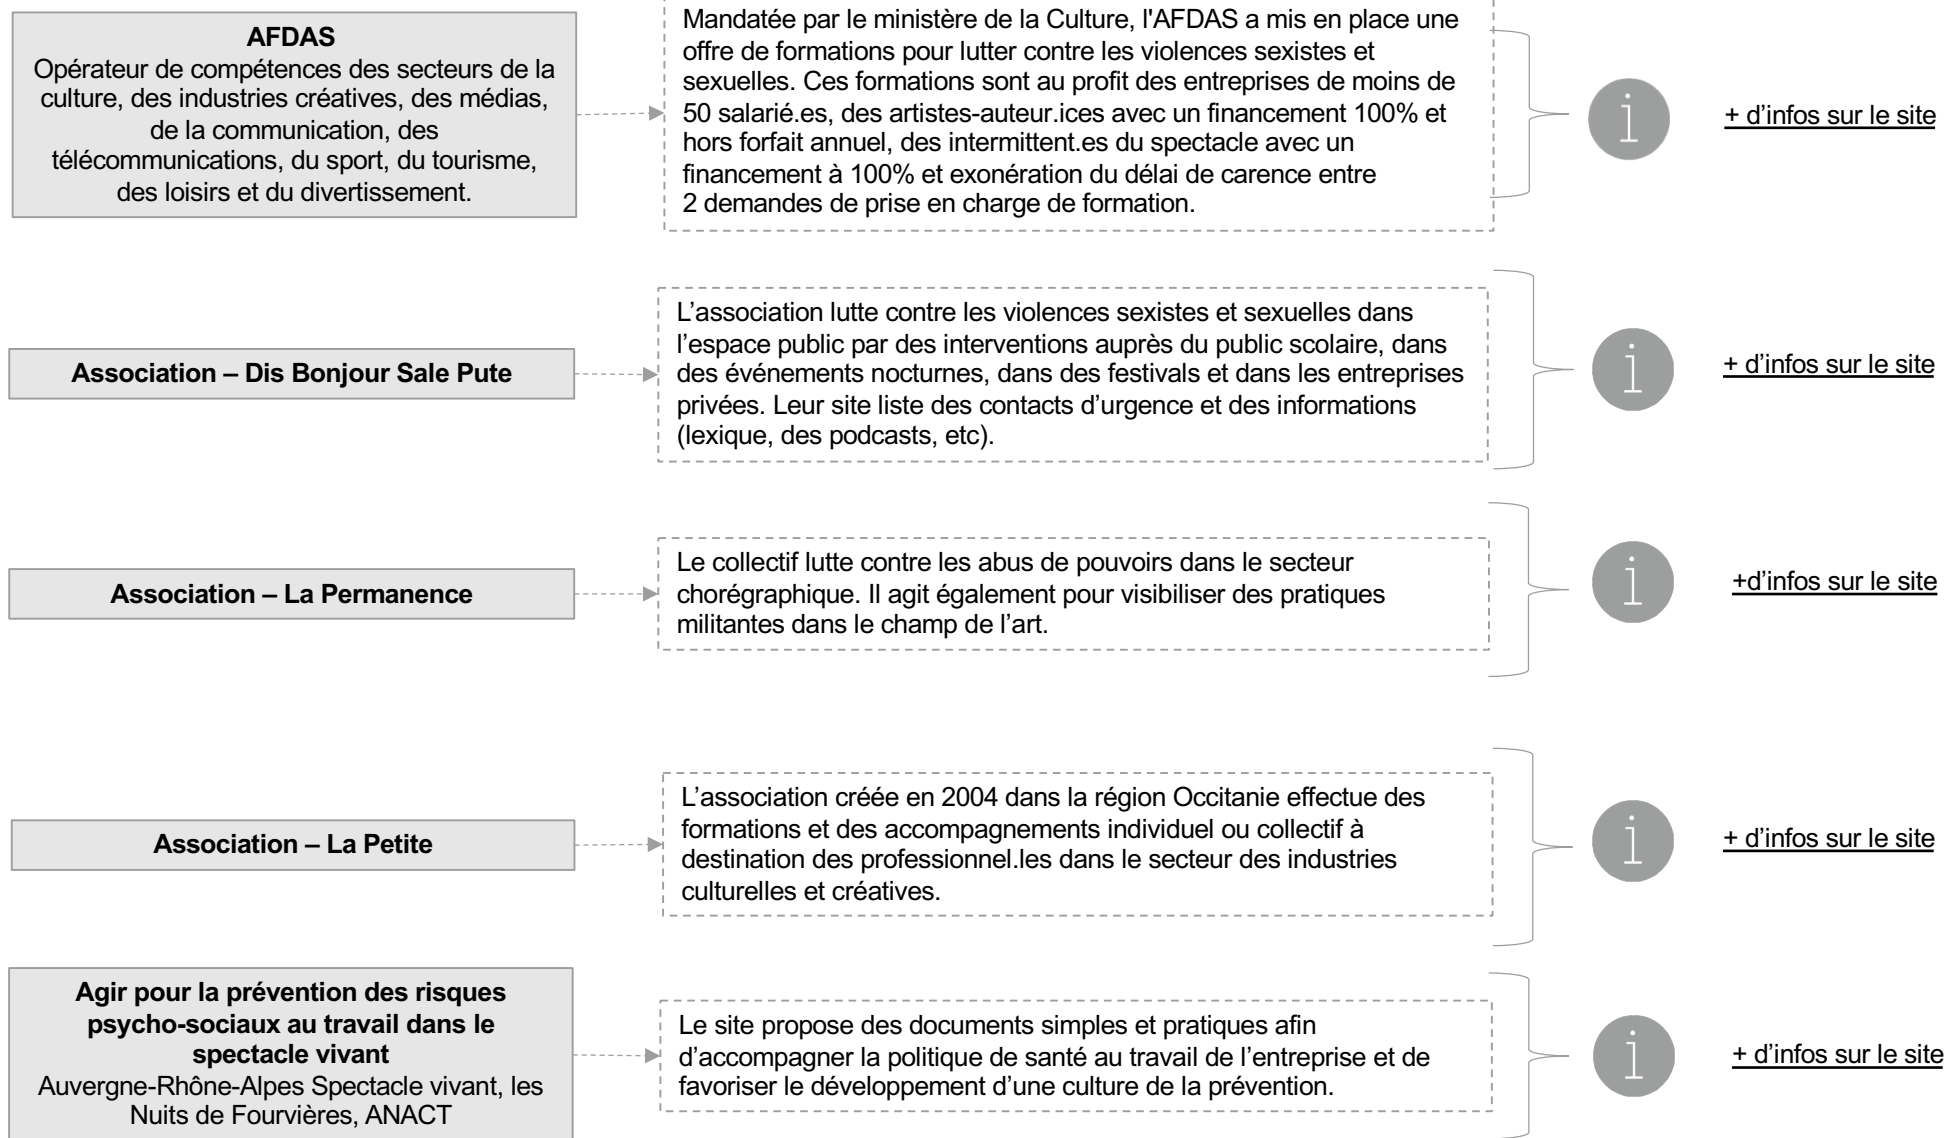 AFDAS
Opérateur de compétences des secteurs de la
culture, des industries créatives, des médias,
de la communication, des
télécommunications, du sport, du tourisme,
des loisirs et du divertissement.
Mandatée par le ministère de la Culture, l'AFDAS a mis en place une
offre de formations pour lutter contre les violences sexistes et
sexuelles. Ces formations sont au profit des entreprises de moins de
50 salarié.es, des artistes-auteur.ices avec un financement 100% et
hors forfait annuel, des intermittent.es du spectacle avec un
financement à 100% et exonération du délai de carence entre
2 demandes de prise en charge de formation.
i
+ d’infos sur le site
Association – Dis Bonjour Sale Pute
L’association lutte contre les violences sexistes et sexuelles dans
l’espace public par des interventions auprès du public scolaire, dans
des événements nocturnes, dans des festivals et dans les entreprises
privées. Leur site liste des contacts d’urgence et des informations
(lexique, des podcasts, etc).
i
+ d’infos sur le site
Association – La Permanence
Le collectif lutte contre les abus de pouvoirs dans le secteur
chorégraphique. Il agit également pour visibiliser des pratiques
militantes dans le champ de l’art.
i
+d’infos sur le site
Association – La Petite
L’association créée en 2004 dans la région Occitanie effectue des
formations et des accompagnements individuel ou collectif à
destination des professionnel.les dans le secteur des industries
culturelles et créatives.
i
+ d’infos sur le site
Agir pour la prévention des risques
psycho-sociaux au travail dans le
spectacle vivant
Auvergne-Rhône-Alpes Spectacle vivant, les
Nuits de Fourvières, ANACT
Le site propose des documents simples et pratiques afin
d’accompagner la politique de santé au travail de l’entreprise et de
favoriser le développement d’une culture de la prévention.
i
+ d’infos sur le site